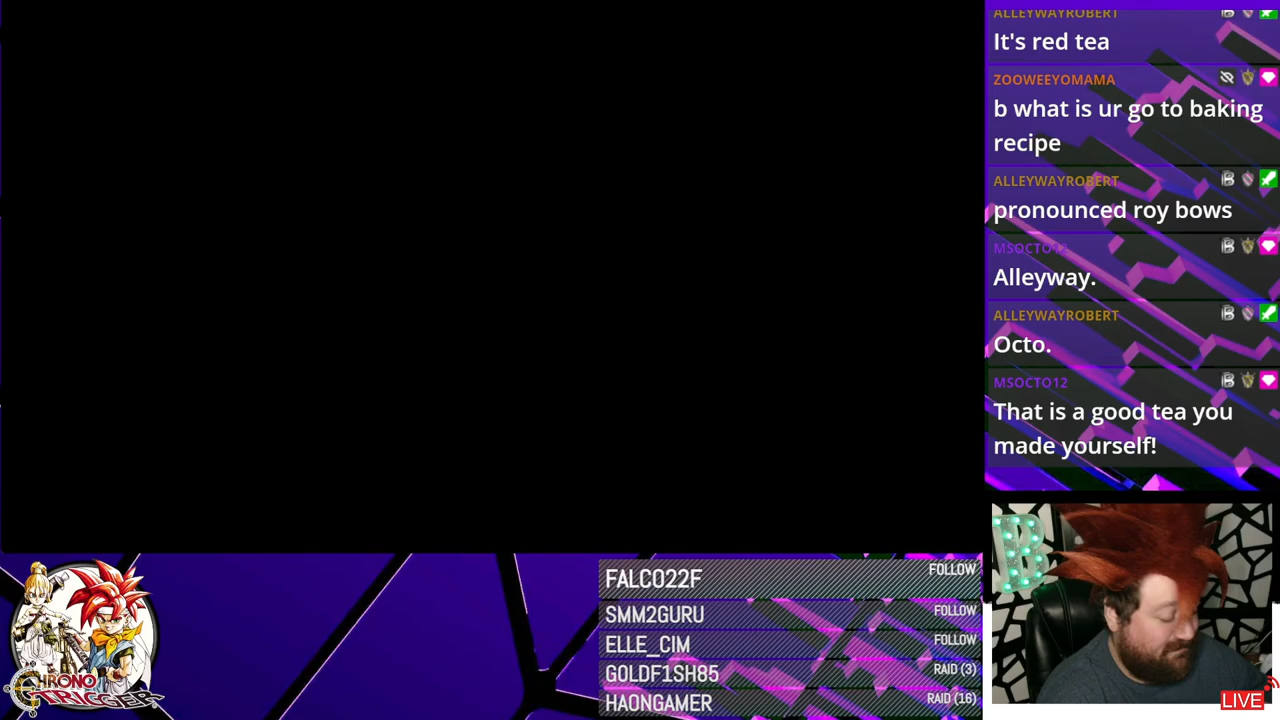 ALLEYWAYROBERT
It's red tea
ZOOWEEYOMAMA
b what is ur go to baking
recipe
ALLEYWAYROBERT
pronounced roy bows
MSOCTO12
Alleyway.
ALLEYWAYROBERT
Octo.
MSOCTO12
That is a good tea you
made yourself!
FALCO22F FOLLOW
SMM2GURU FOLLOW
ELLE_CIM FOLLOW
G0LDF1SH85 RAID (3)
HAONGAMER RAID (16)
CHRONO
TRIGGER
B
LIVE